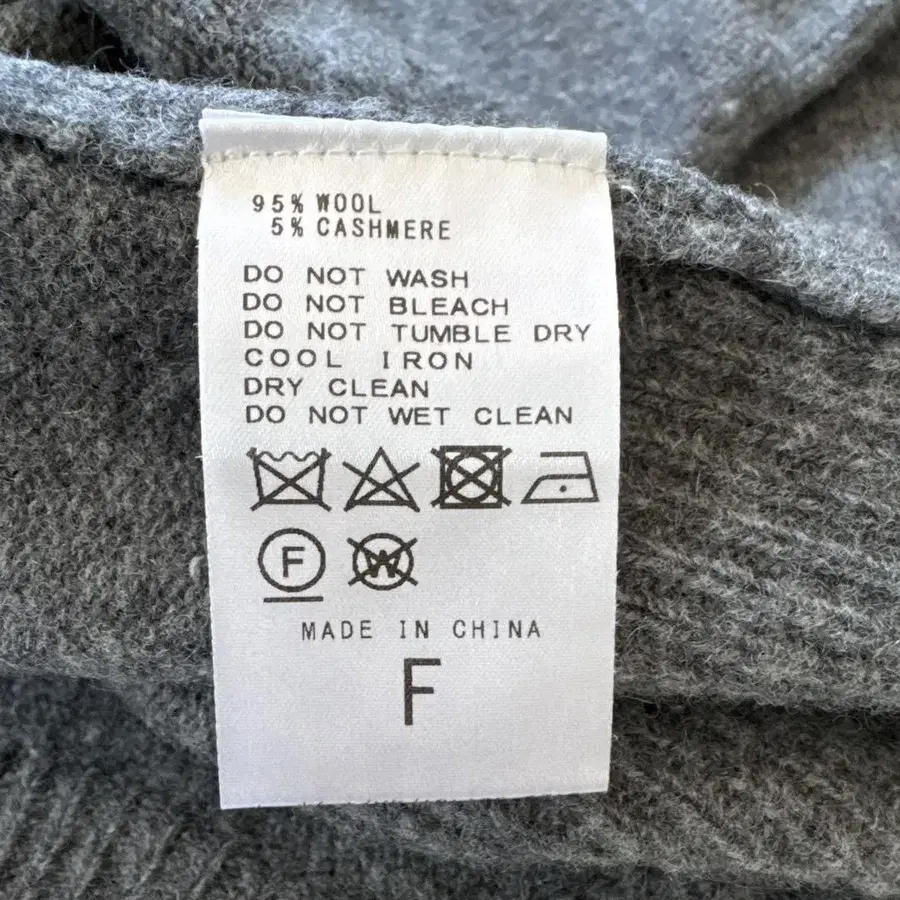 95% WOOL
5% CASHMERE
DO NOT WASH
DO NOT BLEACH
DO NOT TUMBLE DRY
COOL IRON
DRY CLEAN
DO NOT WET CLEAN
F W
MADE IN CHINA
F